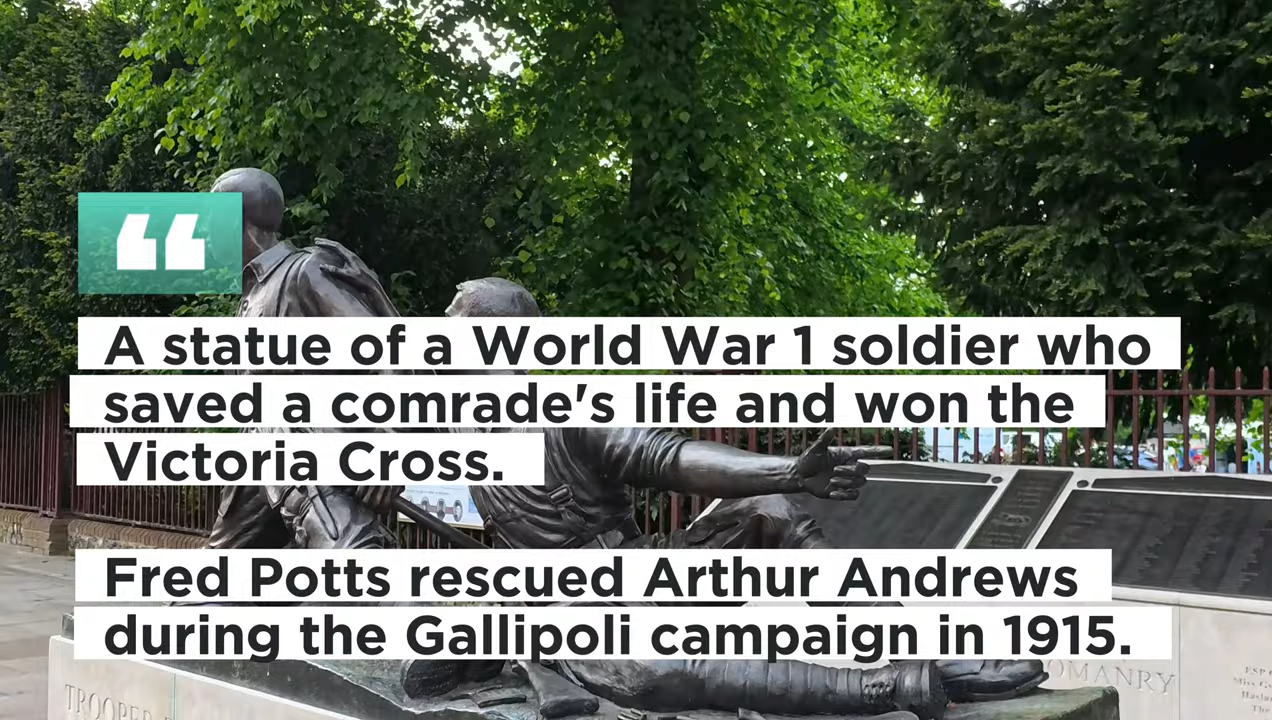 “
A statue of a World War 1 soldier who
saved a comrade's life and won the
Victoria Cross.
Fred Potts rescued Arthur Andrews
during the Gallipoli campaign in 1915.
TROOPER
OMANRY